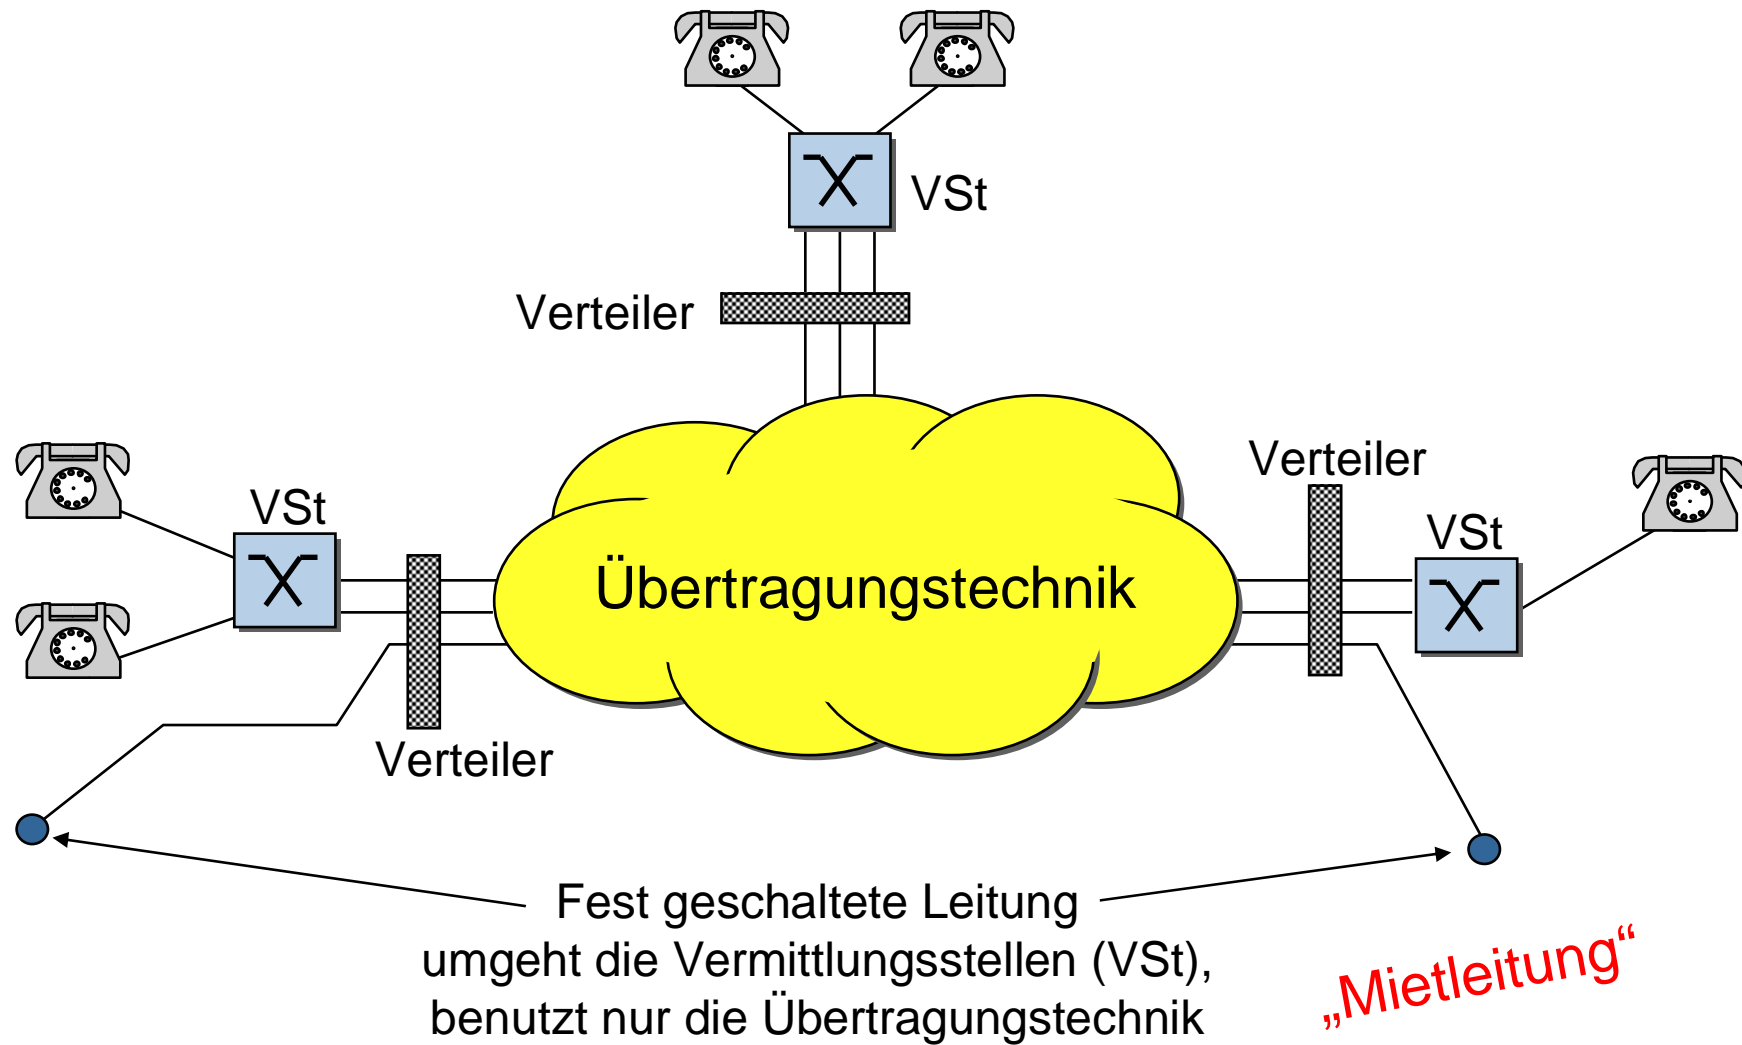 VSt
Verteiler
Verteiler
VSt
VSt
Übertragungstechnik
Verteiler
Fest geschaltete Leitung
umgeht die Vermittlungsstellen (VSt),
benutzt nur die Übertragungstechnik
„Mietleitung“